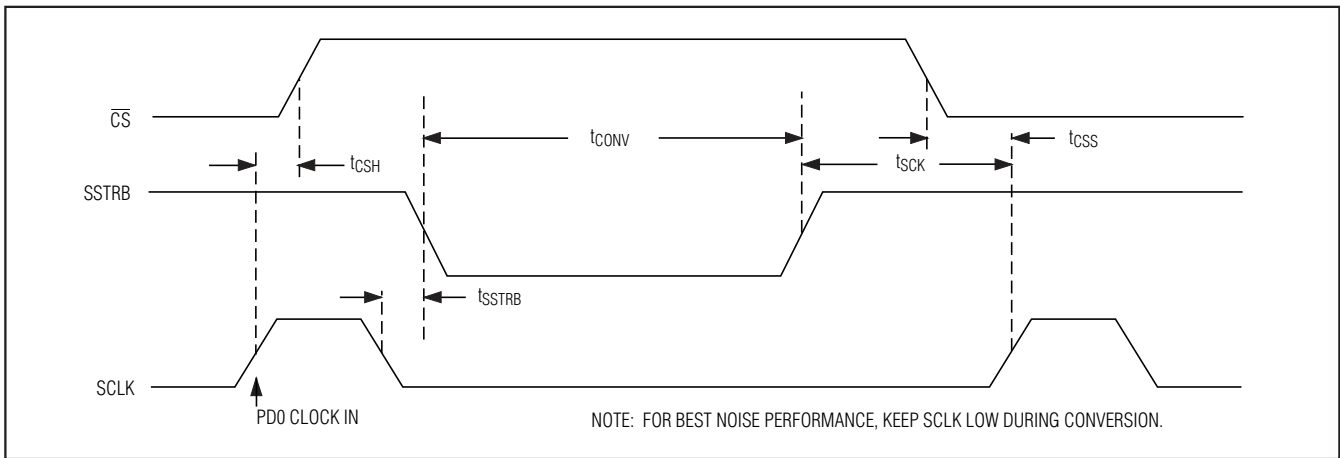 CS
tCONV
tCSS
tCSH
tSCK
SSTRB
tSSTRB
SCLK
PD0 CLOCK IN
NOTE: FOR BEST NOISE PERFORMANCE, KEEP SCLK LOW DURING CONVERSION.